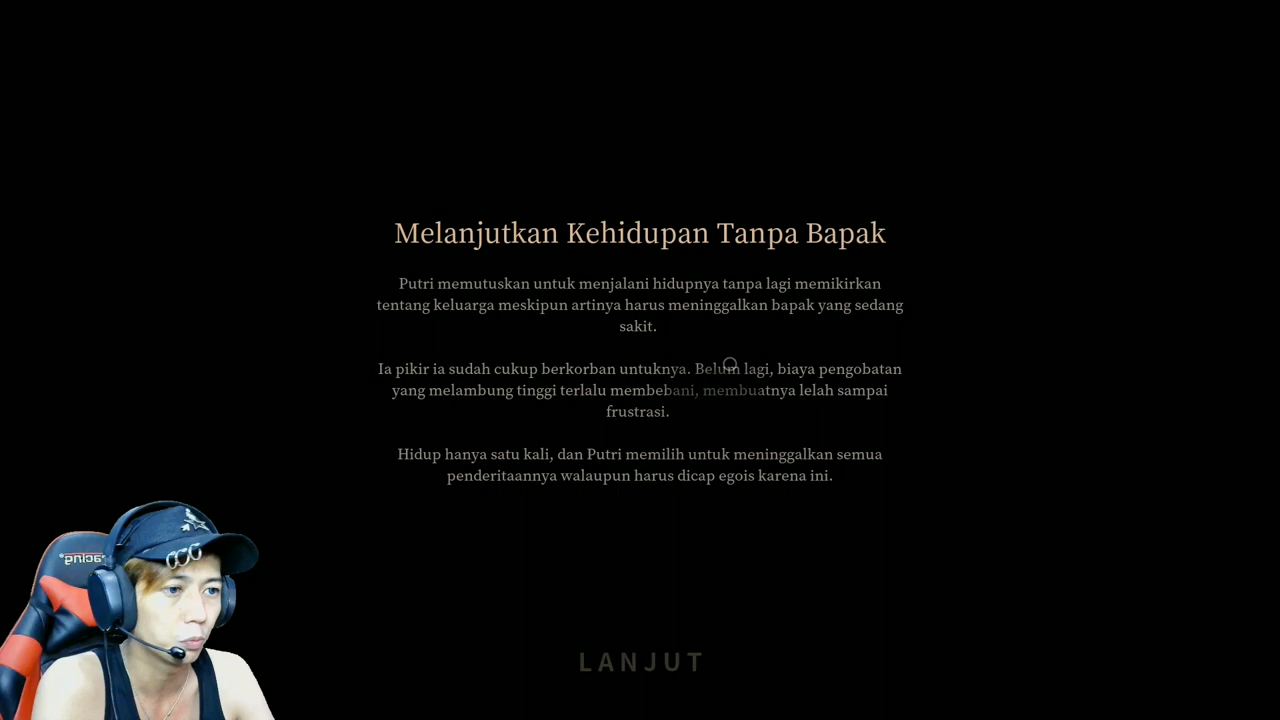 Melanjutkan Kehidupan Tanpa Bapak
Putri memutuskan untuk menjalani hidupnya tanpa lagi memikirkan
tentang keluarga meskipun artinya harus meninggalkan bapak yang sedang
sakit.
Ia pikir ia sudah cukup berkorban untuknya. Belum lagi, biaya pengobatan
yang melambung tinggi terlalu membebani, membuatnya lelah sampai
frustrasi.
Hidup hanya satu kali, dan Putri memilih untuk meninggalkan semua
penderitaannya walaupun harus dicap egois karena ini.
racing
LANJUT